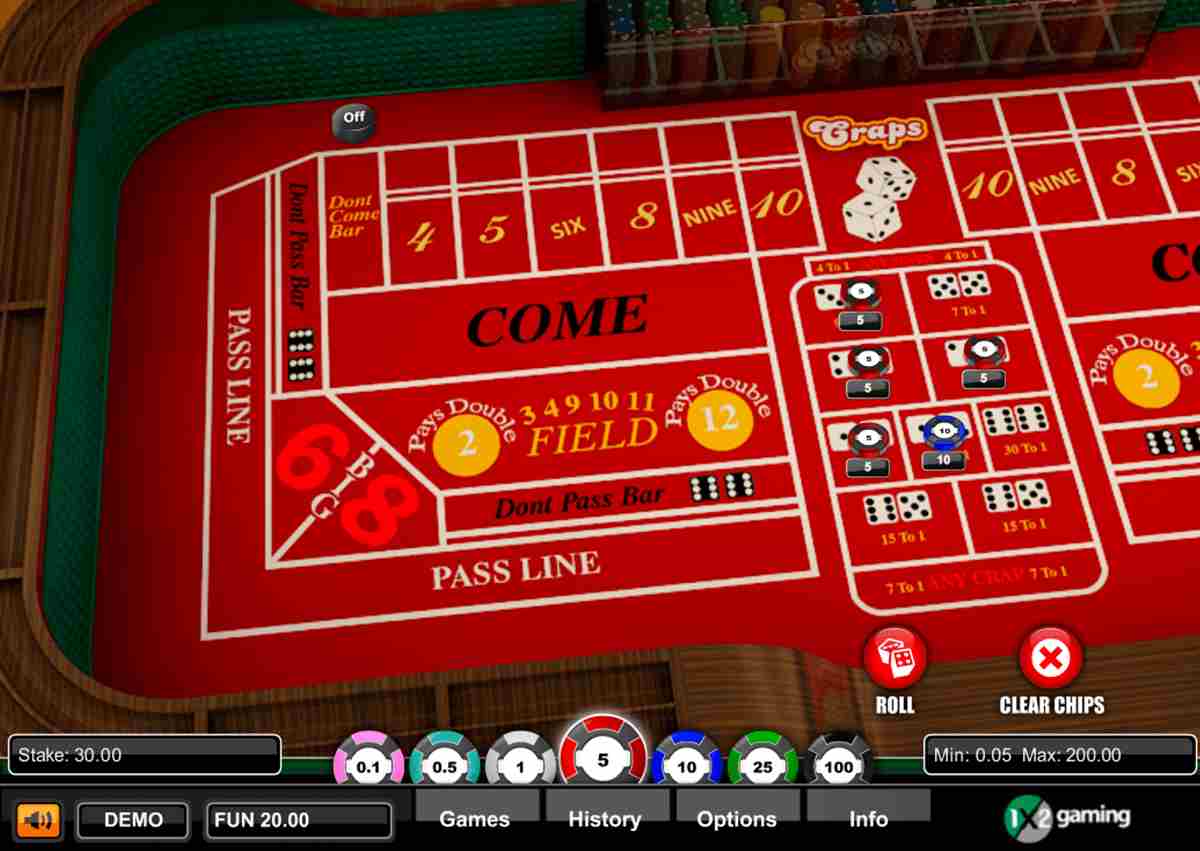 Off
Craps
Dont Pass Bar
Dont
Come
Bar
4
5
SIX
8
NINE
10
10
NINE
8
4 To 1
4 To 1
7 To 1
5
5
COME
PASS LINE
5
5
5
5
Pays Double
2
3 4 9 10 11
FIELD
Pays Double
12
Pays Double
2
5
5
10
10
30 To 1
6
BIG
8
Dont Pass Bar
PASS LINE
15 To 1
15 To 1
7 To 1 ANY CRAP 7 To 1
ROLL
CLEAR CHIPS
Stake: 30.00
0.1
0.5
1
5
10
25
100
Min: 0.05 Max: 200.00
DEMO
FUN 20.00
Games
History
Options
Info
1X2 gaming